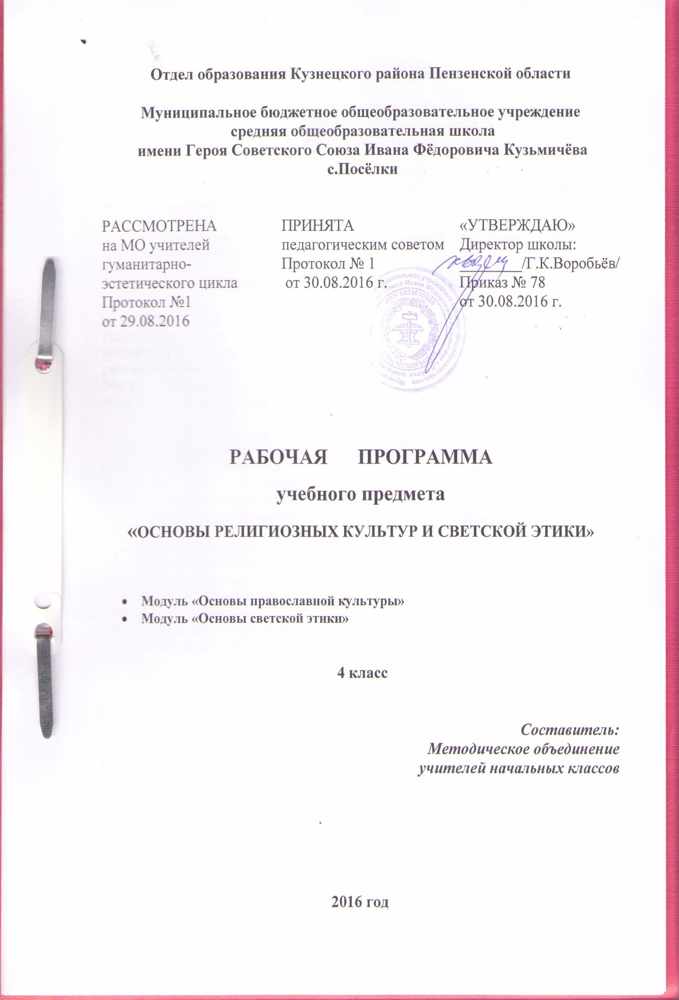 Отдел образования Кузнецкого района Пензенской области
Муниципальное бюджетное общеобразовательное учреждение
средняя общеобразовательная школа
имени Героя Советского Союза Ивана Фёдоровича Кузьмичёва
с.Посёлки
РАССМОТРЕНА
на МО учителей
гуманитарно-
эстетического цикла
Протокол №1
от 29.08.2016
ПРИНЯТА
педагогическим советом
Протокол № 1
от 30.08.2016 г.
«УТВЕРЖДАЮ»
Директор школы:
/Г.К.Воробьёв/
Приказ № 78
от 30.08.2016 г.
ИНН 5803010855
РАБОЧАЯ ПРОГРАММА
учебного предмета
«ОСНОВЫ РЕЛИГИОЗНЫХ КУЛЬТУР И СВЕТСКОЙ ЭТИКИ»
• Модуль «Основы православной культуры»
• Модуль «Основы светской этики»
4 класс
Составитель:
Методическое объединение
учителей начальных классов
2016 год